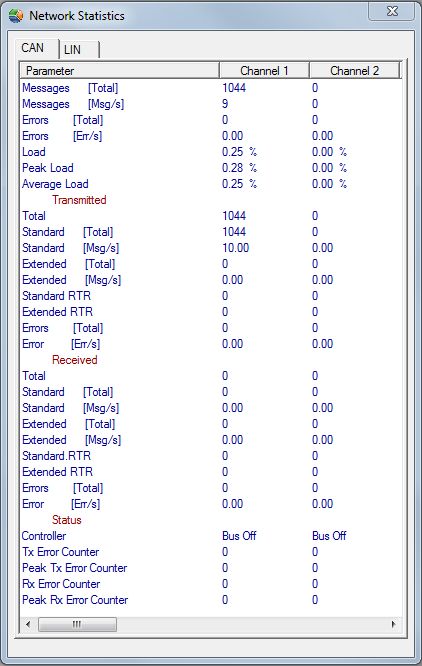 Network Statistics
CAN LIN
Parameter Channel 1 Channel 2
Messages [Total] 1044 0
Messages [Msg/s] 9 0
Errors [Total] 0 0
Errors [Err/s] 0.00 0.00
Load 0.25 % 0.00 %
Peak Load 0.28 % 0.00 %
Average Load 0.25 % 0.00 %
Transmitted
Total 1044 0
Standard [Total] 1044 0
Standard [Msg/s] 10.00 0.00
Extended [Total] 0 0
Extended [Msg/s] 0.00 0.00
Standard RTR 0 0
Extended RTR 0 0
Errors [Total] 0 0
Error [Err/s] 0.00 0.00
Received
Total 0 0
Standard [Total] 0 0
Standard [Msg/s] 0.00 0.00
Extended [Total] 0 0
Extended [Msg/s] 0.00 0.00
Standard.RTR 0 0
Extended RTR 0 0
Errors [Total] 0 0
Error [Err/s] 0.00 0.00
Status
Controller Bus Off Bus Off
Tx Error Counter 0 0
Peak Tx Error Counter 0 0
Rx Error Counter 0 0
Peak Rx Error Counter 0 0